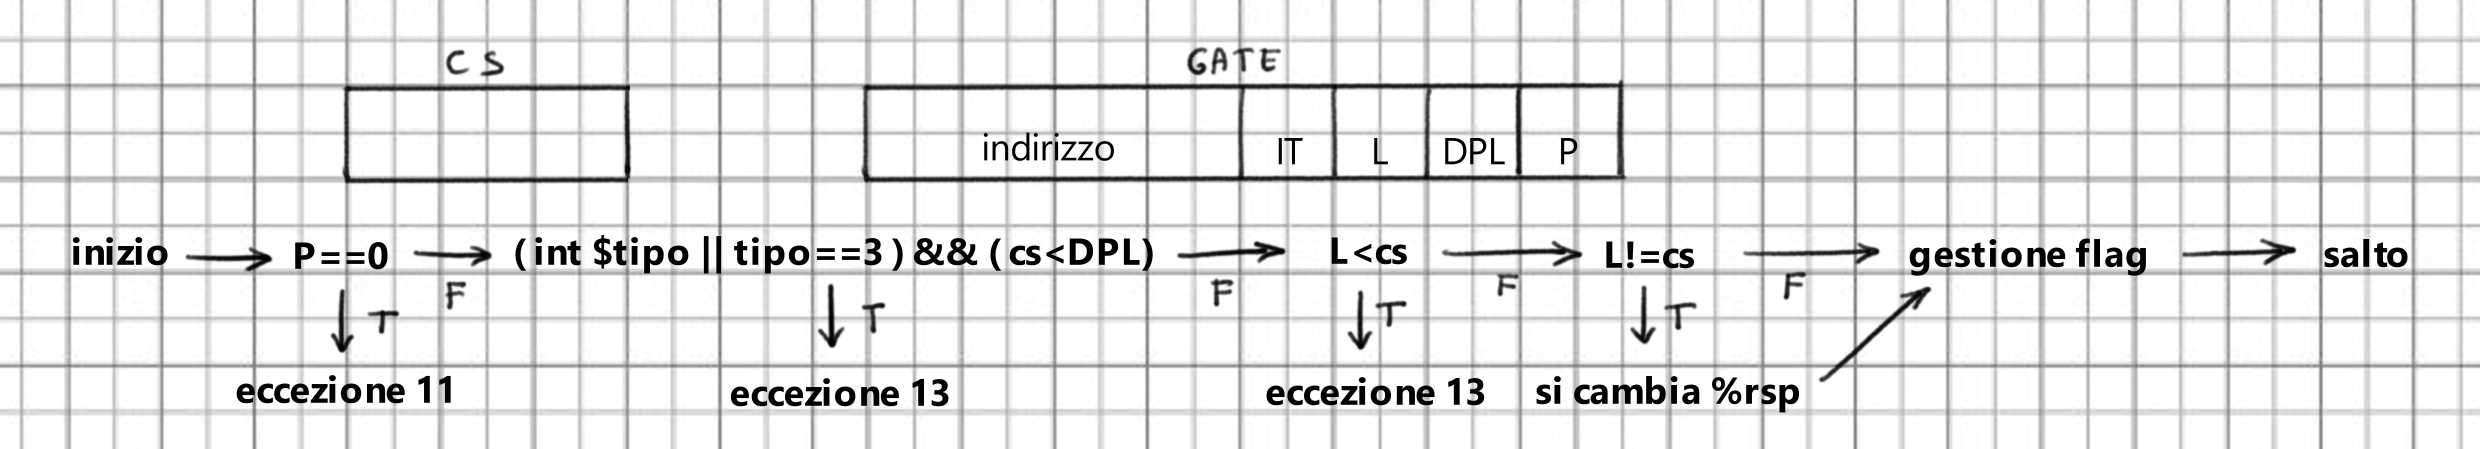 CS GATE
indirizzo IT L DPL P
inizio P==0 (int $tipo || tipo==3) && (cs<DPL) L<cs L!=cs gestione flag salto
F F F F
T T T T
eccezione 11 eccezione 13 eccezione 13 si cambia %rsp